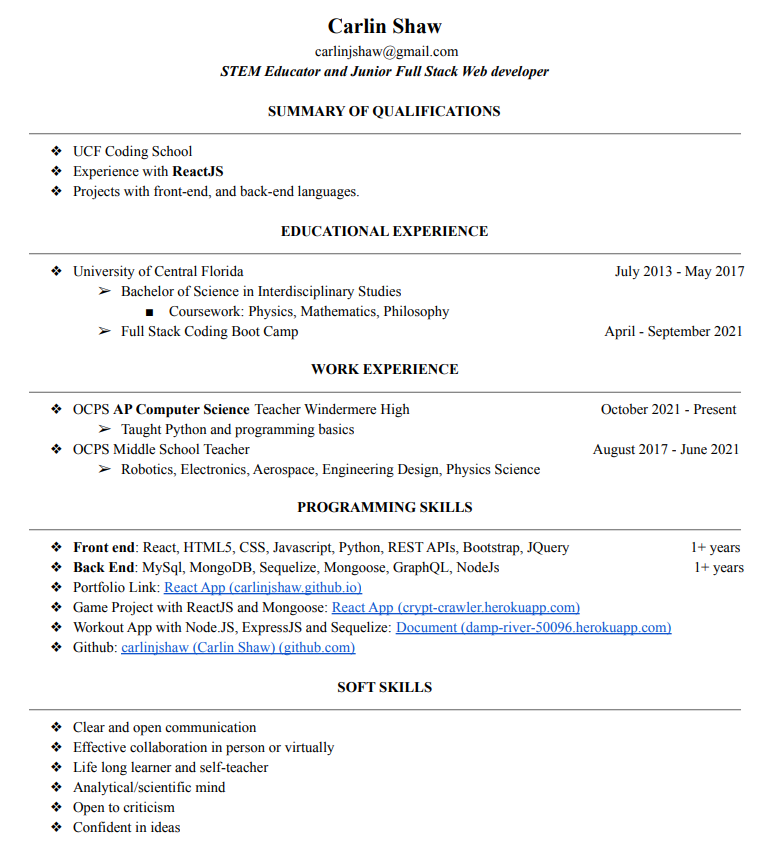 Carlin Shaw
carlinjshaw@gmail.com
STEM Educator and Junior Full Stack Web developer
SUMMARY OF QUALIFICATIONS
❖ UCF Coding School
❖ Experience with ReactJS
❖ Projects with front-end, and back-end languages.
EDUCATIONAL EXPERIENCE
❖ University of Central Florida July 2013 - May 2017
➢ Bachelor of Science in Interdisciplinary Studies
■ Coursework: Physics, Mathematics, Philosophy
➢ Full Stack Coding Boot Camp April - September 2021
WORK EXPERIENCE
❖ OCPS AP Computer Science Teacher Windermere High October 2021 - Present
➢ Taught Python and programming basics
❖ OCPS Middle School Teacher August 2017 - June 2021
➢ Robotics, Electronics, Aerospace, Engineering Design, Physics Science
PROGRAMMING SKILLS
❖ Front end: React, HTML5, CSS, Javascript, Python, REST APIs, Bootstrap, JQuery 1+ years
❖ Back End: MySql, MongoDB, Sequelize, Mongoose, GraphQL, NodeJs 1+ years
❖ Portfolio Link: React App (carlinjshaw.github.io)
❖ Game Project with ReactJS and Mongoose: React App (crypt-crawler.herokuapp.com)
❖ Workout App with Node.JS, ExpressJS and Sequelize: Document (damp-river-50096.herokuapp.com)
❖ Github: carlinjshaw (Carlin Shaw) (github.com)
SOFT SKILLS
❖ Clear and open communication
❖ Effective collaboration in person or virtually
❖ Life long learner and self-teacher
❖ Analytical/scientific mind
❖ Open to criticism
❖ Confident in ideas